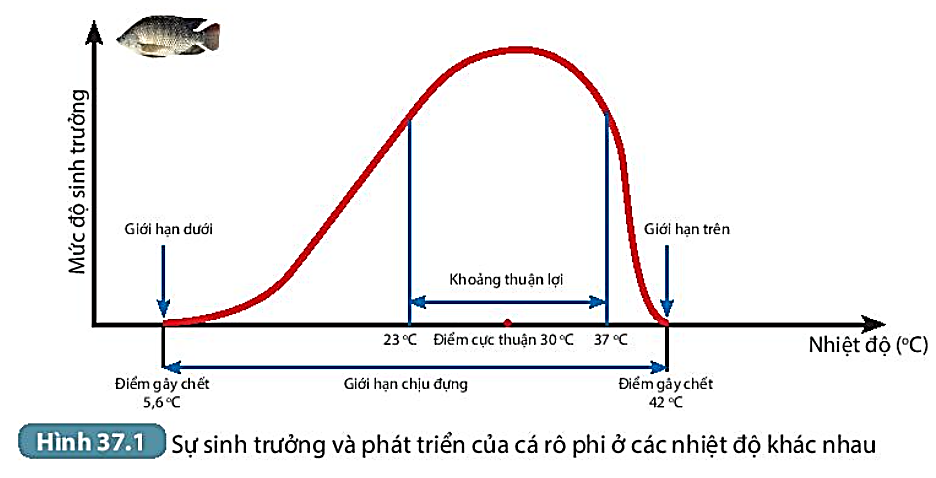 Mức độ sinh trưởng
Giới hạn dưới
Giới hạn trên
Khoảng thuận lợi
23 °C
Điểm cực thuận 30 °C
37 °C
Nhiệt độ (°C)
Điểm gây chết
5,6 °C
Giới hạn chịu đựng
Điểm gây chết
42 °C
Hình 37.1 Sự sinh trưởng và phát triển của cá rô phi ở các nhiệt độ khác nhau